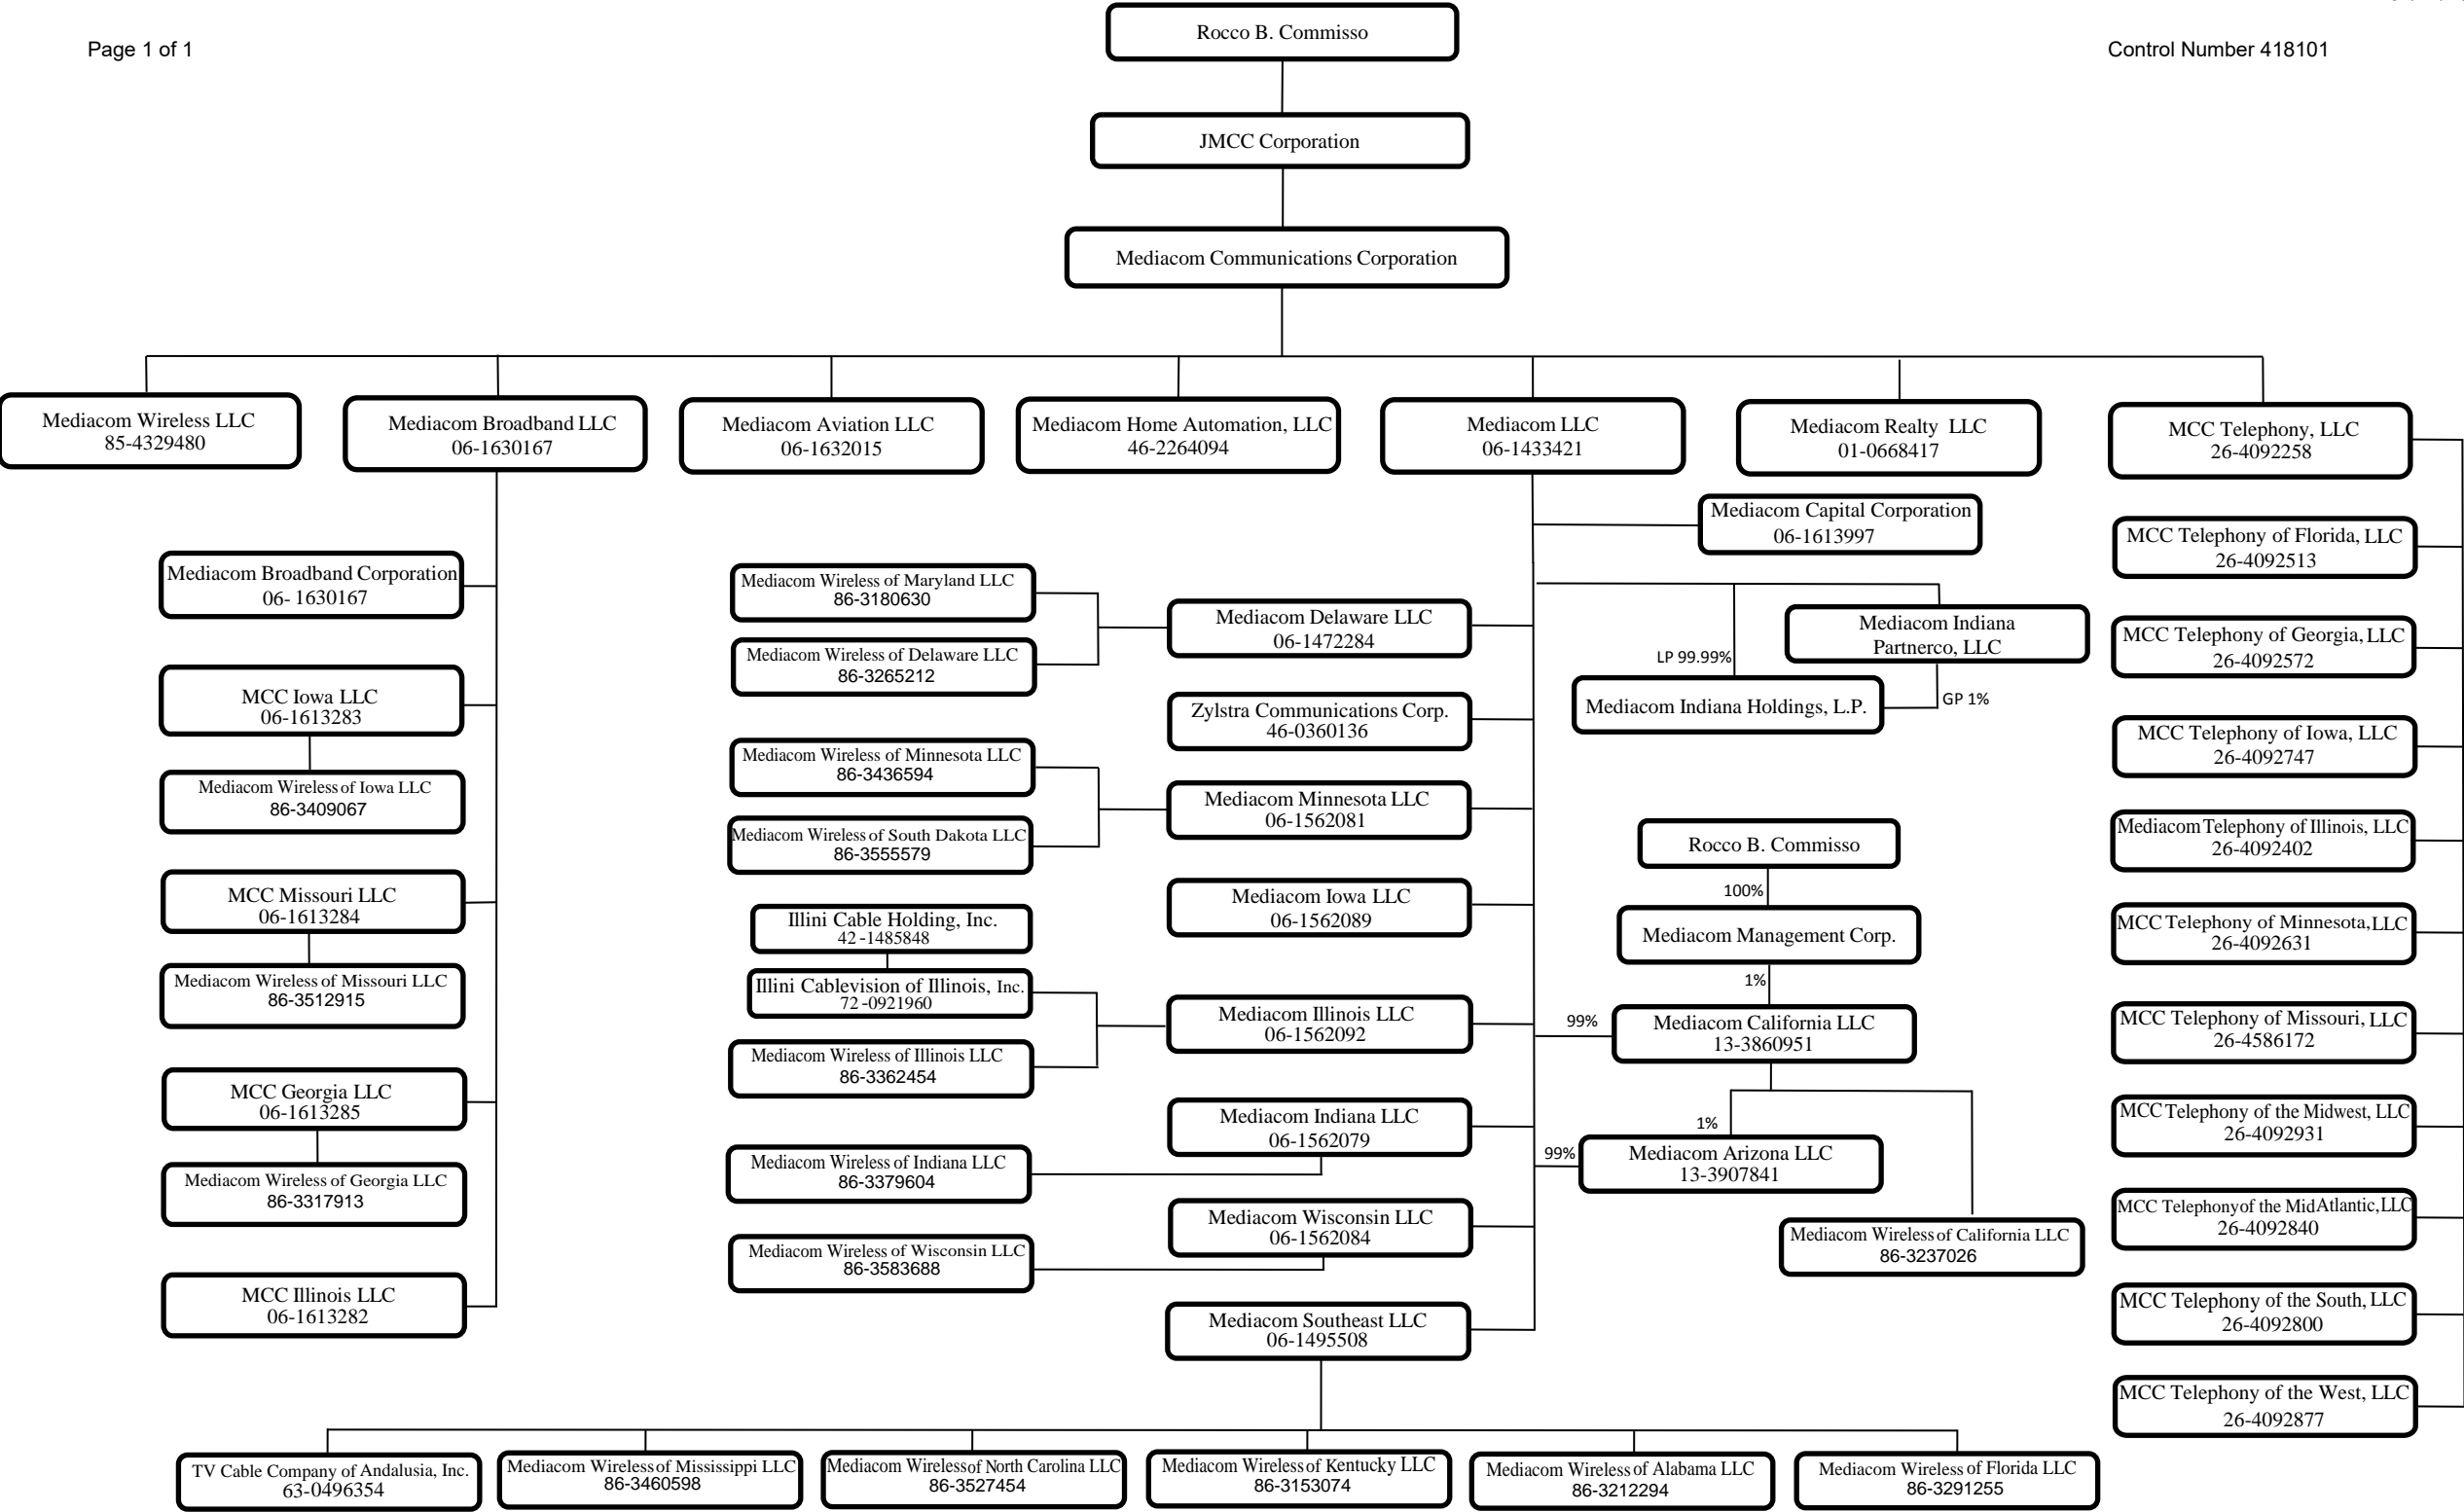 Page 1 of 1
Control Number 418101
Rocco B. Commisso
JMCC Corporation
Mediacom Communications Corporation
Mediacom Wireless LLC
85-4329480
Mediacom Broadband LLC
06-1630167
Mediacom Aviation LLC
06-1632015
Mediacom Home Automation, LLC
46-2264094
Mediacom LLC
06-1433421
Mediacom Realty LLC
01-0668417
MCC Telephony, LLC
26-4092258
Mediacom Broadband Corporation
06- 1630167
MCC Iowa LLC
06-1613283
Mediacom Wireless of Iowa LLC
86-3409067
MCC Missouri LLC
06-1613284
Mediacom Wireless of Missouri LLC
86-3512915
MCC Georgia LLC
06-1613285
Mediacom Wireless of Georgia LLC
86-3317913
MCC Illinois LLC
06-1613282
Mediacom Wireless of Maryland LLC
86-3180630
Mediacom Wireless of Delaware LLC
86-3265212
Mediacom Wireless of Minnesota LLC
86-3436594
Mediacom Wireless of South Dakota LLC
86-3555579
Illini Cable Holding, Inc.
42 -1485848
Illini Cablevision of Illinois, Inc.
72 -0921960
Mediacom Wireless of Illinois LLC
86-3362454
Mediacom Wireless of Indiana LLC
86-3379604
Mediacom Wireless of Wisconsin LLC
86-3583688
Mediacom Delaware LLC
06-1472284
Zylstra Communications Corp.
46-0360136
Mediacom Minnesota LLC
06-1562081
Mediacom Iowa LLC
06-1562089
Mediacom Illinois LLC
06-1562092
Mediacom Indiana LLC
06-1562079
Mediacom Wisconsin LLC
06-1562084
Mediacom Southeast LLC
06-1495508
Mediacom Capital Corporation
06-1613997
Mediacom Indiana
Partnerco, LLC
LP 99.99%
Mediacom Indiana Holdings, L.P.
GP 1%
Rocco B. Commisso
100%
Mediacom Management Corp.
1%
99%
Mediacom California LLC
13-3860951
1%
99%
Mediacom Arizona LLC
13-3907841
Mediacom Wireless of California LLC
86-3237026
MCC Telephony of Florida, LLC
26-4092513
MCC Telephony of Georgia, LLC
26-4092572
MCC Telephony of Iowa, LLC
26-4092747
Mediacom Telephony of Illinois, LLC
26-4092402
MCC Telephony of Minnesota, LLC
26-4092631
MCC Telephony of Missouri, LLC
26-4586172
MCC Telephony of the Midwest, LLC
26-4092931
MCC Telephony of the Mid Atlantic, LLC
26-4092840
MCC Telephony of the South, LLC
26-4092800
MCC Telephony of the West, LLC
26-4092877
TV Cable Company of Andalusia, Inc.
63-0496354
Mediacom Wireless of Mississippi LLC
86-3460598
Mediacom Wireless of North Carolina LLC
86-3527454
Mediacom Wireless of Kentucky LLC
86-3153074
Mediacom Wireless of Alabama LLC
86-3212294
Mediacom Wireless of Florida LLC
86-3291255